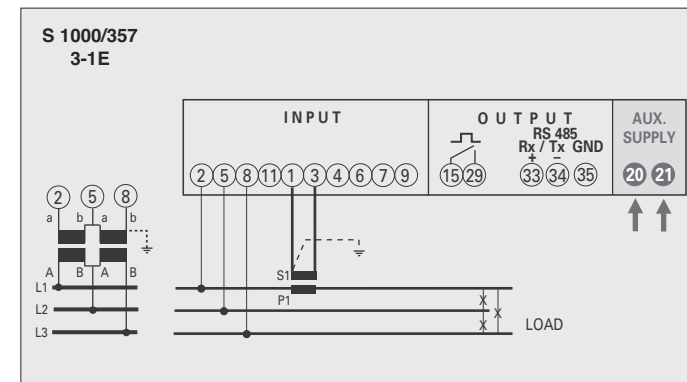 S 1000/357
3-1E
INPUT
OUTPUT
RS 485
Rx / Tx GND
+ –
AUX.
SUPPLY
2 5 8 11 1 3 4 6 7 9
15 29
33 34 35
20 21
2 5 8
a b a b
A B A B
S1
P1
L1
L2
L3
x x
x
LOAD